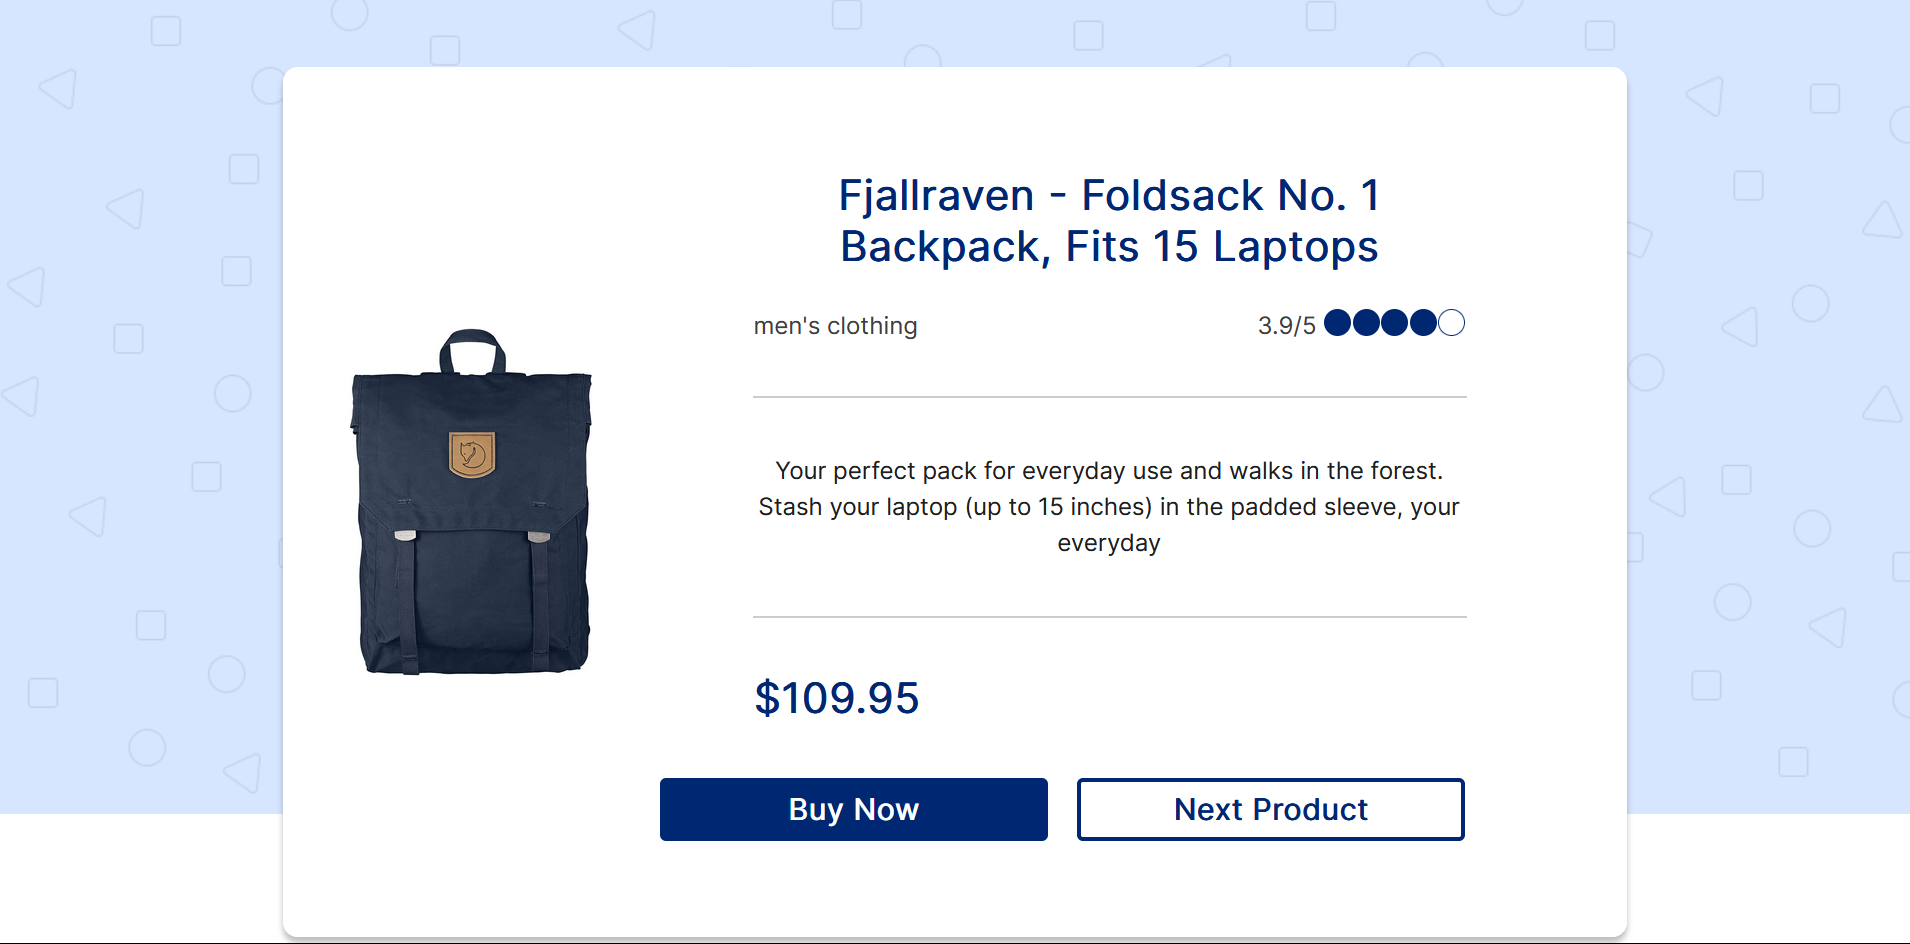 Fjallraven - Foldsack No. 1
Backpack, Fits 15 Laptops
men's clothing
3.9/5
Your perfect pack for everyday use and walks in the forest.
Stash your laptop (up to 15 inches) in the padded sleeve, your
everyday
$109.95
Buy Now
Next Product